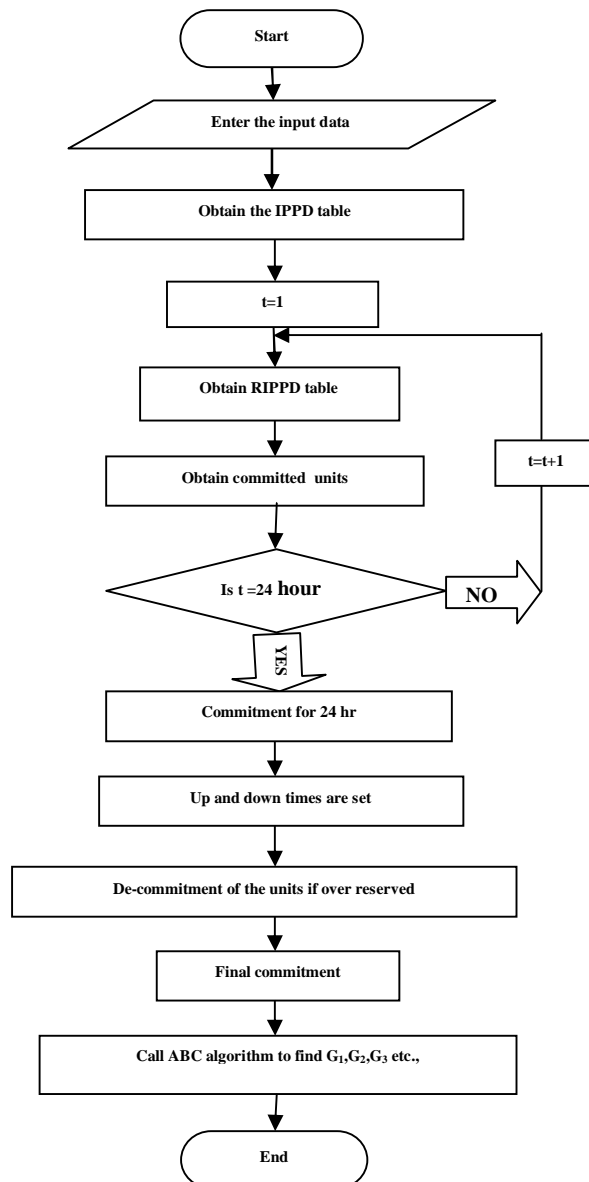 Start
Enter the input data
Obtain the IPPD table
t=1
Obtain RIPPD table
t=t+1
Obtain committed units
Is t =24 hour
NO
YES
Commitment for 24 hr
Up and down times are set
De-commitment of the units if over reserved
Final commitment
Call ABC algorithm to find G₁,G₂,G₃ etc.,
End